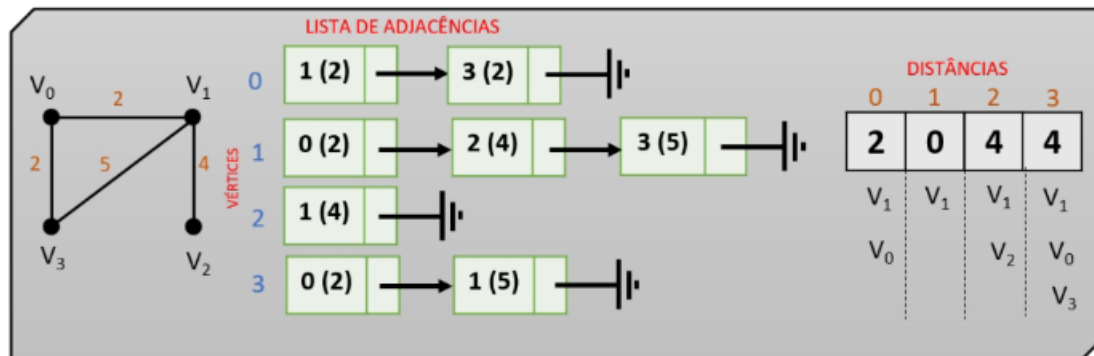 LISTA DE ADJACÊNCIAS
V₀ V₁
2
2 5 4
V₃ V₂
VÉRTICES
0 1 (2) 3 (2)
1 0 (2) 2 (4) 3 (5)
2 1 (4)
3 0 (2) 1 (5)
DISTÂNCIAS
0 1 2 3
2 0 4 4
V₁ V₁ V₁ V₁
V₀ V₂ V₀
V₃